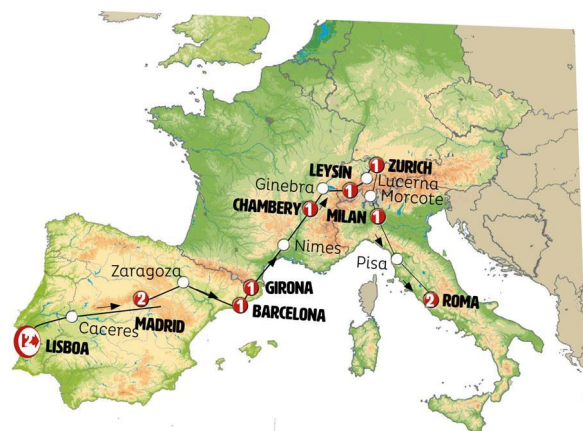 LEYSÍN
1
ZURICH
Ginebra
1
Lucerna
Morcote
CHAMBERY
1
MILAN
1
Nimes
Pisa
Zaragoza
1
GIRONA
2
1
BARCELONA
2
ROMA
Caceres
MADRID
2
LISBOA